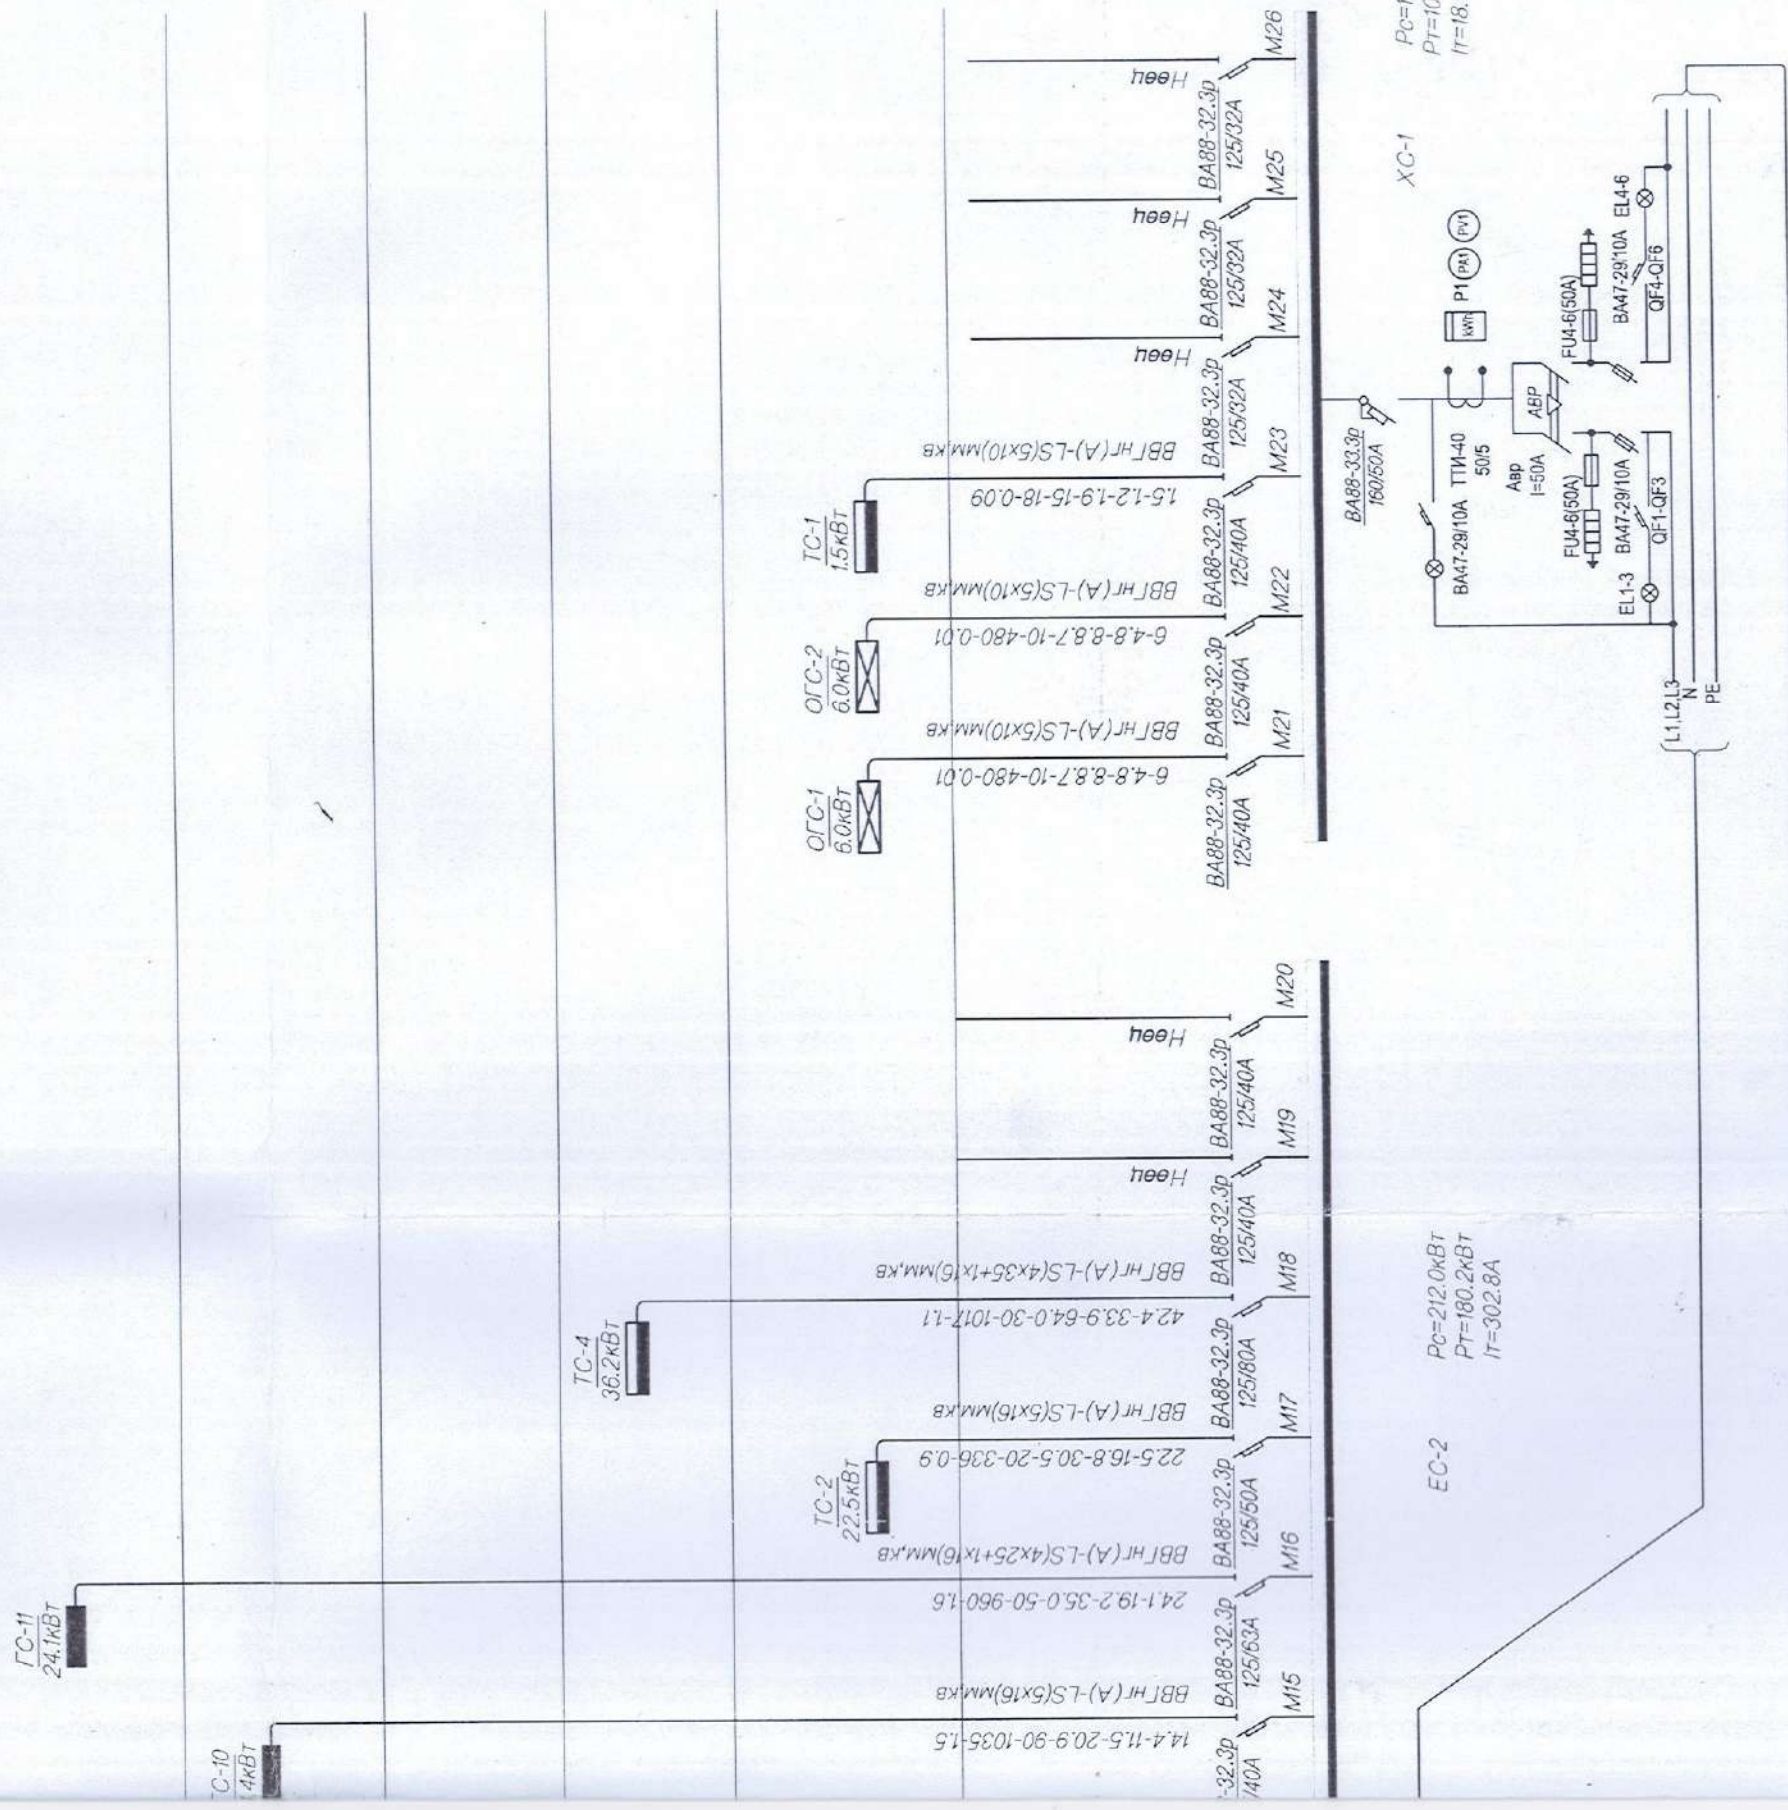 ГС-11
24.1кВт
С-10
4кВт
ТС-4
36.2кВт
ТС-2
22.5кВт
ОГС-1
6.0кВт
ОГС-2
6.0кВт
ТС-1
1.5кВт
14.4-11.5-20.9-90-1035-1.5
ВВГнг(А)-LS(5х16)мм,кв
-32.3р
/40А
М15
24.1-19.2-35.0-50-960-1.6
ВВГнг(А)-LS(4х25+1х16)мм,кв
ВА88-32.3р
125/63А
М16
22.5-16.8-30.5-20-336-0.9
ВВГнг(А)-LS(5х16)мм,кв
ВА88-32.3р
125/50А
М17
42.4-33.9-64.0-30-1017-1.1
ВВГнг(А)-LS(4х35+1х16)мм,кв
ВА88-32.3р
125/80А
М18
Нөөц
ВА88-32.3р
125/40А
М19
Нөөц
ВА88-32.3р
125/40А
М20
6-4.8-8.8.7-10-480-0.01
ВВГнг(А)-LS(5х10)мм,кв
ВА88-32.3р
125/40А
М21
6-4.8-8.8.7-10-480-0.01
ВВГнг(А)-LS(5х10)мм,кв
ВА88-32.3р
125/40А
М22
1.5-1.2-1.9-15-18-0.09
ВВГнг(А)-LS(5х10)мм,кв
ВА88-32.3р
125/40А
М23
Нөөц
ВА88-32.3р
125/32А
М24
Нөөц
ВА88-32.3р
125/32А
М25
Нөөц
ВА88-32.3р
125/32А
М26
ЕС-2
Рс=212.0кВт
Рт=180.2кВт
Iт=302.8А
ХС-1
ВА88-33.3р
160/50А
ВА47-29/10А
ТТИ-40
50/5
kWh
P1
PA1
PV1
Авр
I=50А
АВР
FU4-6(50А)
FU4-6(50А)
ВА47-29/10А
ВА47-29/10А
EL1-3
QF1-QF3
EL4-6
QF4-QF6
L1,L2,L3
N
PE